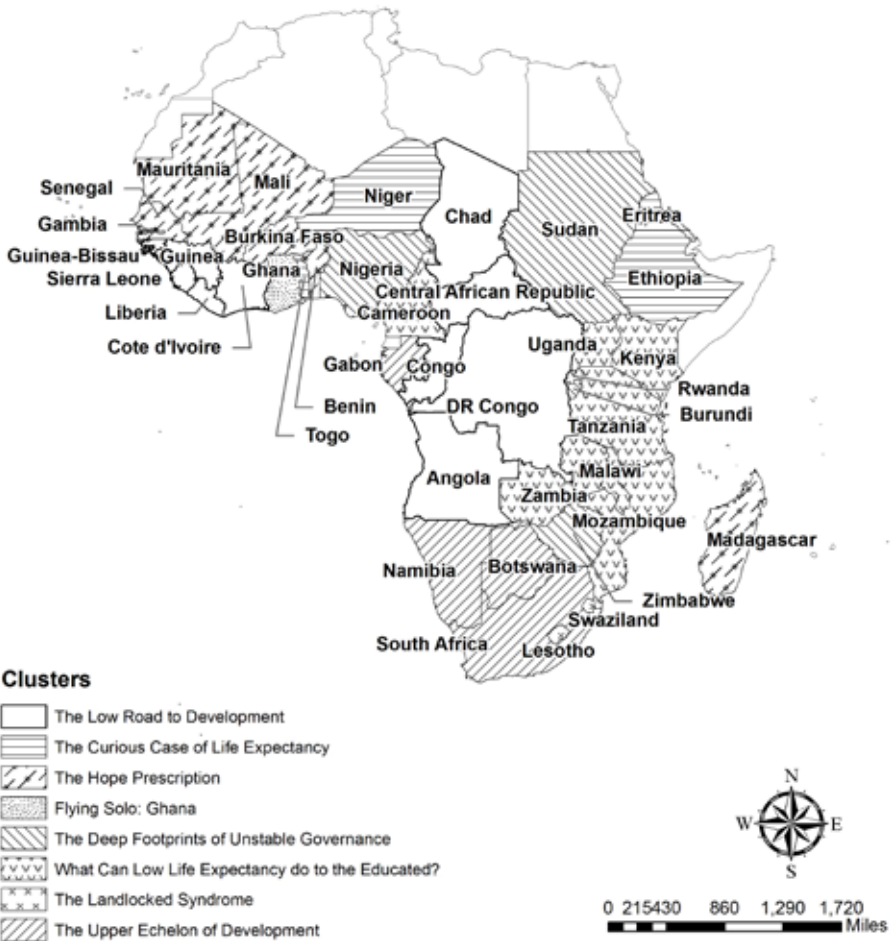 Mauritania
Mali
Senegal
Niger
Chad
Sudan
Eritrea
Gambia
Burkina Faso
Guinea-Bissau
Guinea
Ghana
Nigeria
Ethiopia
Sierra Leone
Central African Republic
Liberia
Cameroon
Cote d'Ivoire
Uganda
Kenya
Gabon
Congo
Rwanda
Benin
DR Congo
Burundi
Togo
Tanzania
Angola
Malawi
Zambia
Mozambique
Madagascar
Namibia
Botswana
Zimbabwe
Swaziland
South Africa
Lesotho
Clusters
The Low Road to Development
The Curious Case of Life Expectancy
The Hope Prescription
Flying Solo: Ghana
The Deep Footprints of Unstable Governance
What Can Low Life Expectancy do to the Educated?
The Landlocked Syndrome
The Upper Echelon of Development
N
W E
S
0 215430 860 1,290 1,720
Miles